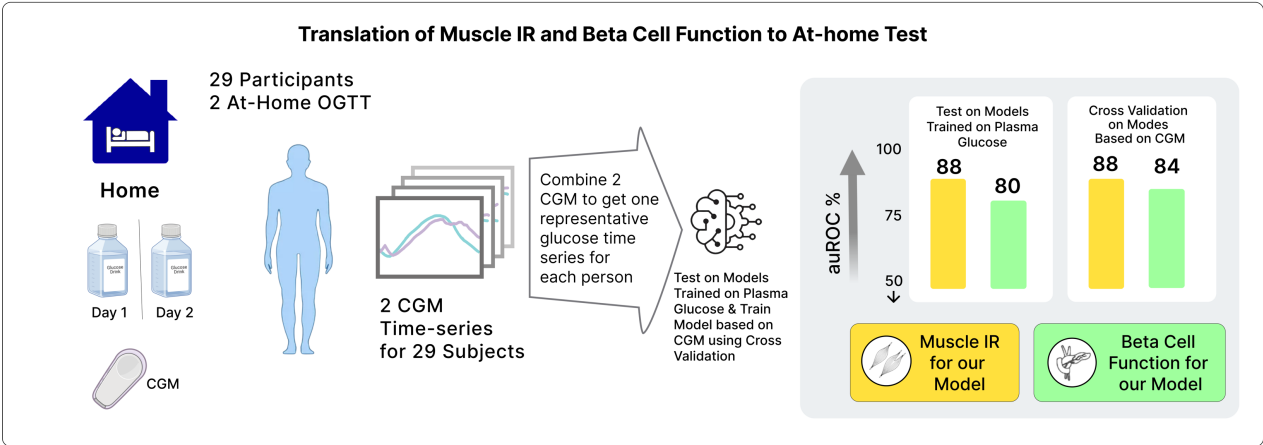 Translation of Muscle IR and Beta Cell Function to At-home Test
29 Participants
2 At-Home OGTT
Home
Glucose
Drink
Glucose
Drink
Day 1
Day 2
CGM
2 CGM
Time-series
for 29 Subjects
Combine 2
CGM to get one
representative
glucose time
series for
each person
Test on Models
Trained on Plasma
Glucose & Train
Model based on
CGM using Cross
Validation
auROC %
100
75
50
Test on Models
Trained on Plasma
Glucose
88
80
Cross Validation
on Modes
Based on CGM
88
84
Muscle IR
for our
Model
Beta Cell
Function for
our Model